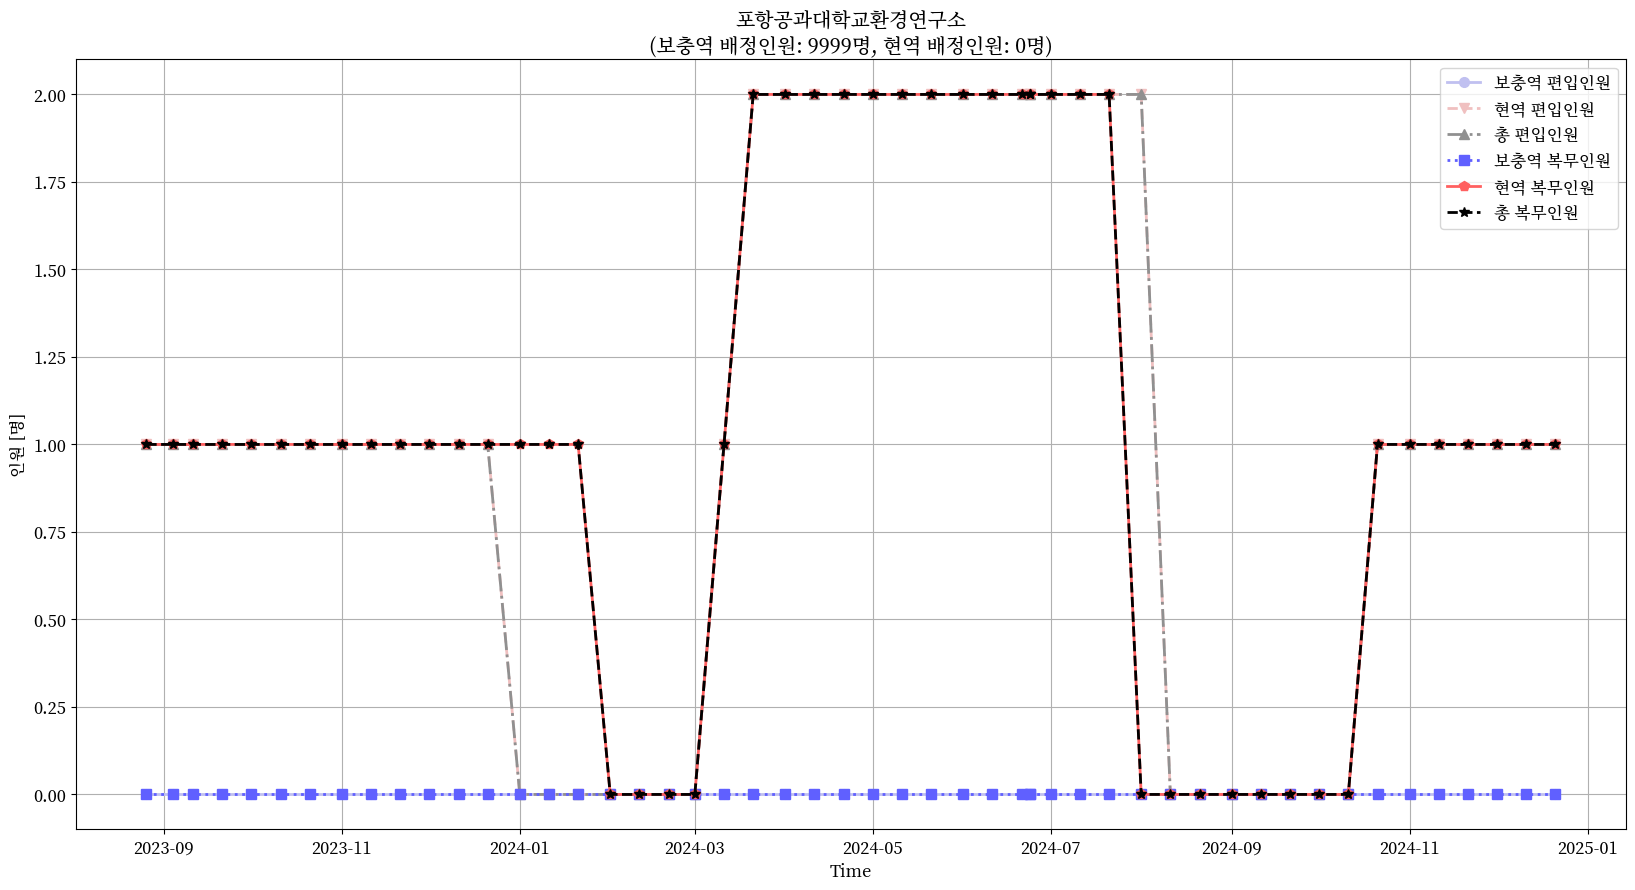 포항공과대학교환경연구소
(보충역 배정인원: 9999명, 현역 배정인원: 0명)
보충역 편입인원
현역 편입인원
총 편입인원
보충역 복무인원
현역 복무인원
총 복무인원
인원 [명]
2.00
1.75
1.50
1.25
1.00
0.75
0.50
0.25
0.00
2023-09
2023-11
2024-01
2024-03
2024-05
2024-07
2024-09
2024-11
2025-01
Time